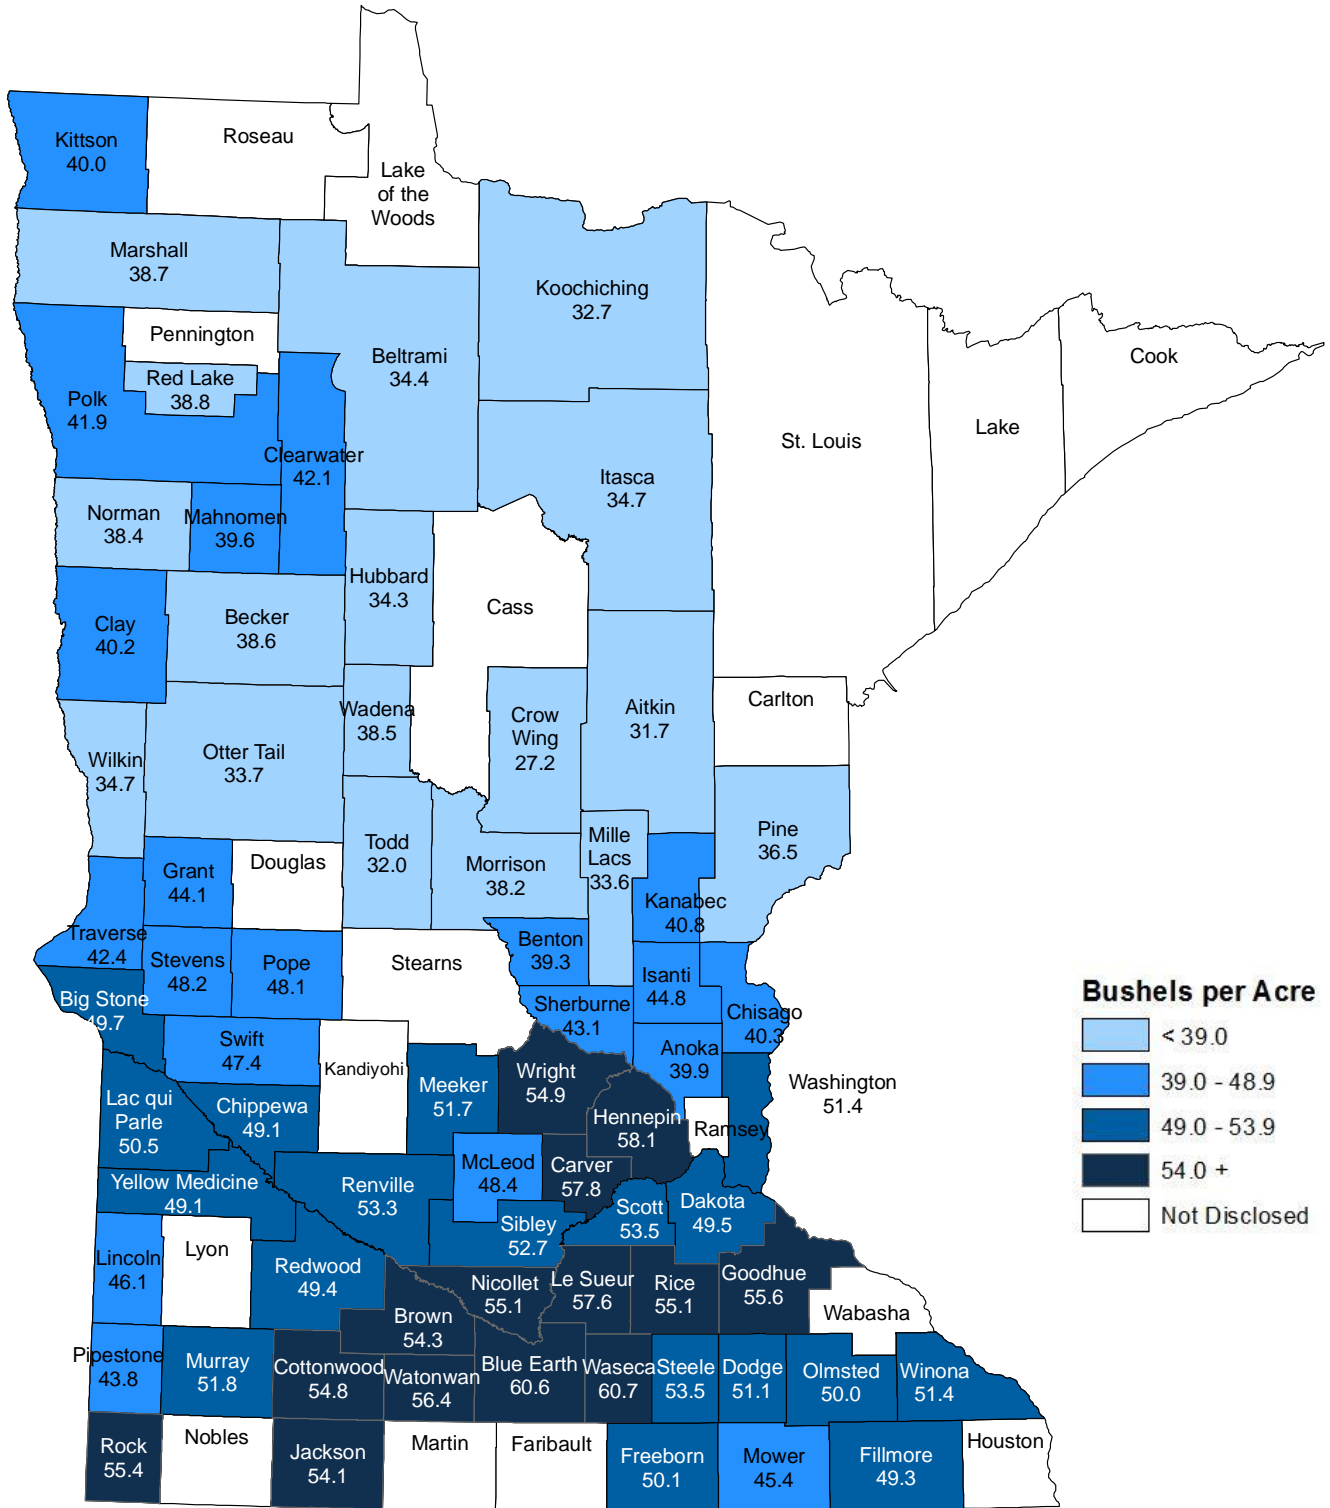 Kittson
40.0
Roseau
Lake
of the
Woods
Marshall
38.7
Koochiching
32.7
Pennington
Beltrami
34.4
Cook
Red Lake
38.8
Polk
41.9
Lake
St. Louis
Clearwater
42.1
Itasca
34.7
Norman
38.4
Mahnomen
39.6
Hubbard
34.3
Cass
Becker
38.6
Clay
40.2
Carlton
Wadena
38.5
Crow
Wing
27.2
Aitkin
31.7
Otter Tail
33.7
Wilkin
34.7
Pine
36.5
Mille
Lacs
33.6
Todd
32.0
Morrison
38.2
Douglas
Grant
44.1
Kanabec
40.8
Traverse
42.4
Stevens
48.2
Pope
48.1
Stearns
Benton
39.3
Isanti
44.8
Big Stone
49.7
Sherburne
43.1
Chisago
40.3
Swift
47.4
Kandiyohi
Anoka
39.9
Wright
54.9
Meeker
51.7
Washington
51.4
Lac qui
Parle
50.5
Chippewa
49.1
Hennepin
58.1
Ramsey
McLeod
48.4
Carver
57.8
Yellow Medicine
49.1
Renville
53.3
Scott
53.5
Dakota
49.5
Sibley
52.7
Lyon
Lincoln
46.1
Redwood
49.4
Nicollet
55.1
Le Sueur
57.6
Rice
55.1
Goodhue
55.6
Wabasha
Brown
54.3
Pipestone
43.8
Murray
51.8
Cottonwood
54.8
Watonwan
56.4
Blue Earth
60.6
Waseca
60.7
Steele
53.5
Dodge
51.1
Olmsted
50.0
Winona
51.4
Rock
55.4
Nobles
Jackson
54.1
Martin
Faribault
Freeborn
50.1
Mower
45.4
Fillmore
49.3
Houston
Bushels per Acre
< 39.0
39.0 - 48.9
49.0 - 53.9
54.0 +
Not Disclosed